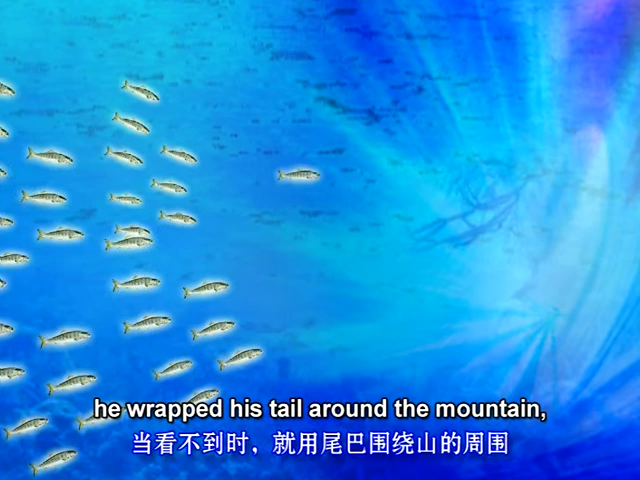 he wrapped his tail around the mountain,
当看不到时，就用尾巴围绕山的周围